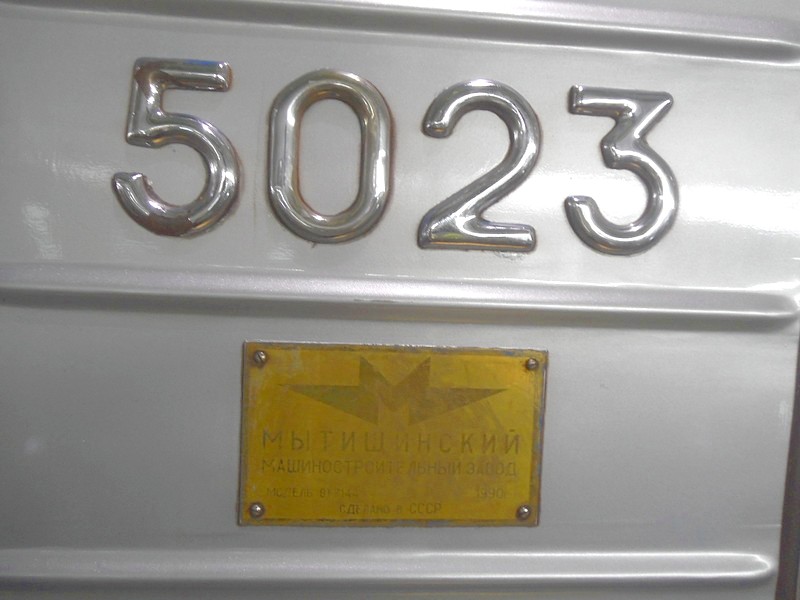 5023
МЫТИЩИНСКИЙ
МАШИНОСТРОИТЕЛЬНЫЙ ЗАВОД
МОДЕЛЬ 1990
СДЕЛАНО В СССР